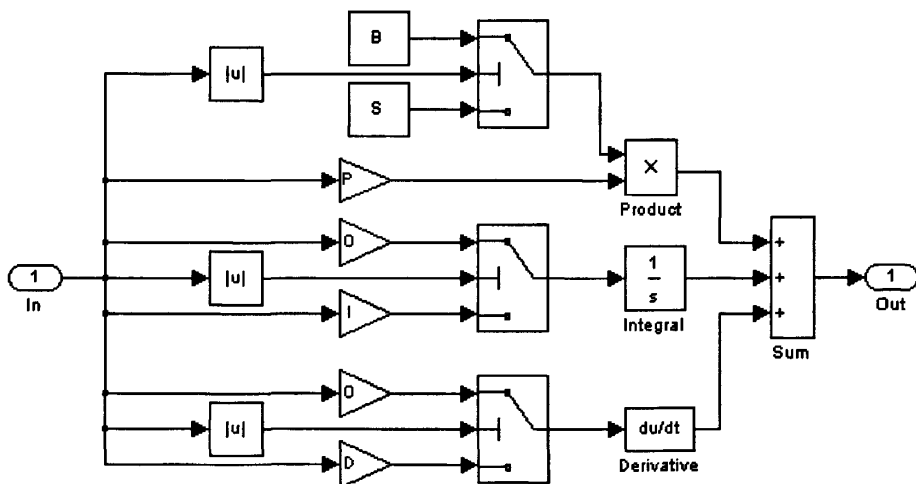 B
|u|
S
P
×
Product
+
0
1
In
|u|
1
s
Integral
+
1
Out
I
+
Sum
0
|u|
du/dt
Derivative
D